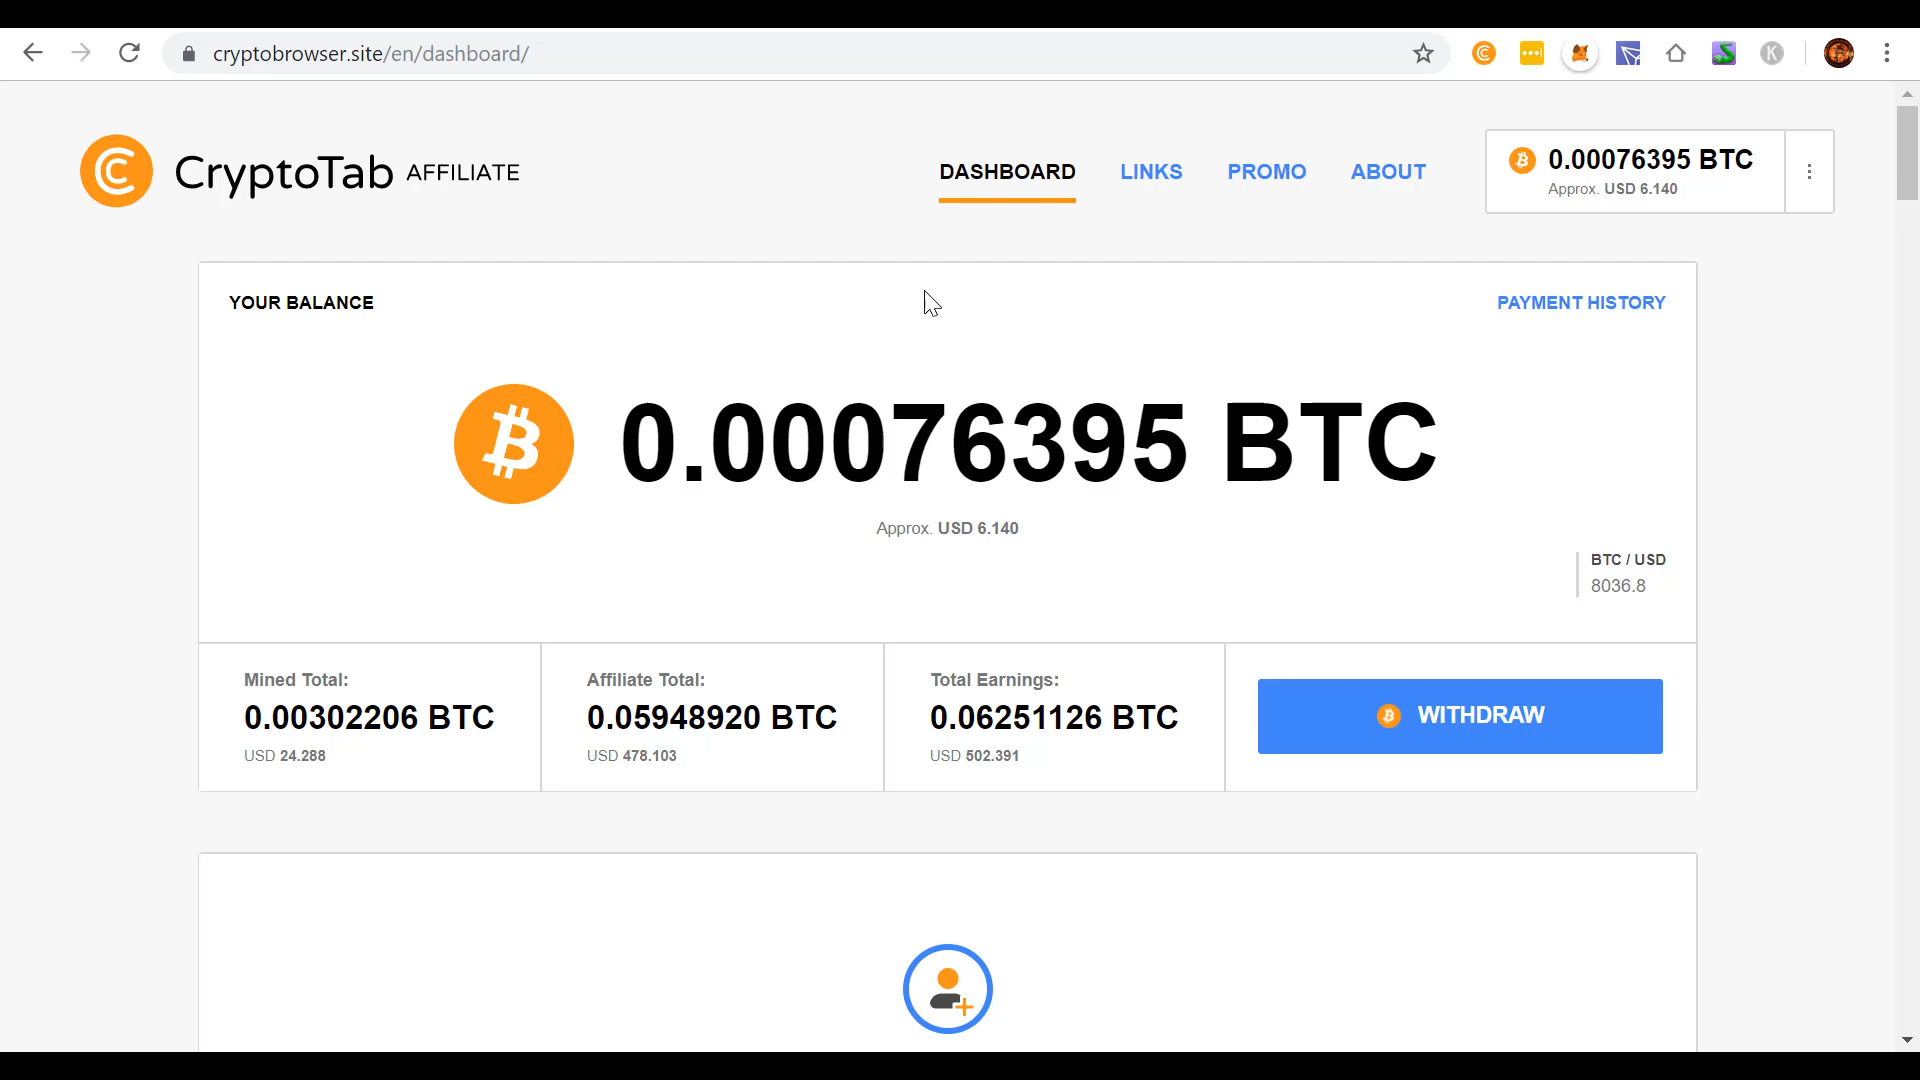 cryptobrowser.site/en/dashboard/
CryptoTab AFFILIATE
DASHBOARD
LINKS
PROMO
ABOUT
0.00076395 BTC
Approx. USD 6.140
YOUR BALANCE
PAYMENT HISTORY
0.00076395 BTC
Approx. USD 6.140
BTC / USD
8036.8
Mined Total:
0.00302206 BTC
USD 24.288
Affiliate Total:
0.05948920 BTC
USD 478.103
Total Earnings:
0.06251126 BTC
USD 502.391
WITHDRAW